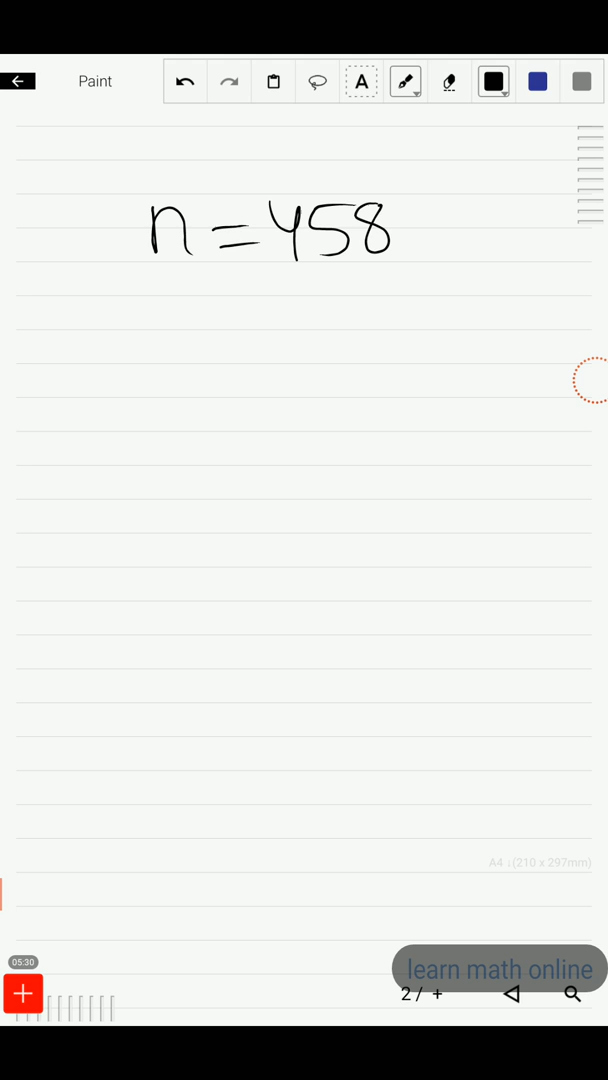 Paint
A
n = 458
A4 ↓(210 x 297mm)
05:30
learn math online
2 / +